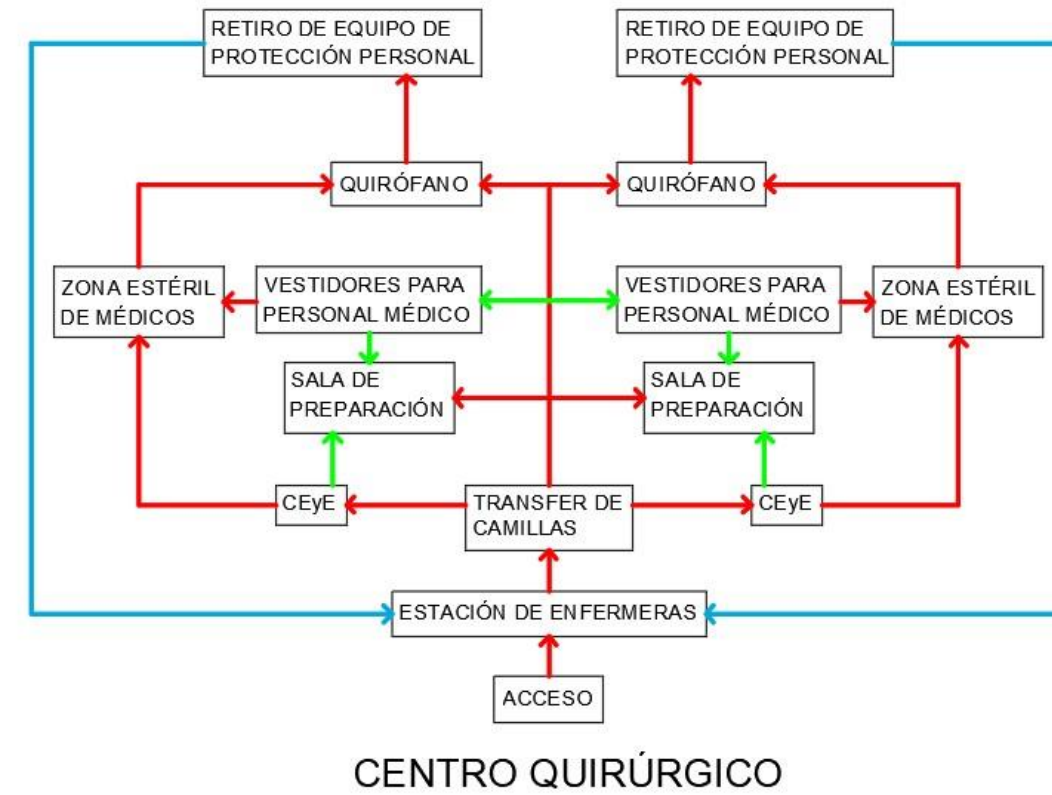 RETIRO DE EQUIPO DE
PROTECCIÓN PERSONAL
RETIRO DE EQUIPO DE
PROTECCIÓN PERSONAL
QUIRÓFANO
QUIRÓFANO
ZONA ESTÉRIL
DE MÉDICOS
VESTIDORES PARA
PERSONAL MÉDICO
VESTIDORES PARA
PERSONAL MÉDICO
ZONA ESTÉRIL
DE MÉDICOS
SALA DE
PREPARACIÓN
SALA DE
PREPARACIÓN
CEyE
TRANSFER DE
CAMILLAS
CEyE
ESTACIÓN DE ENFERMERAS
ACCESO
CENTRO QUIRÚRGICO